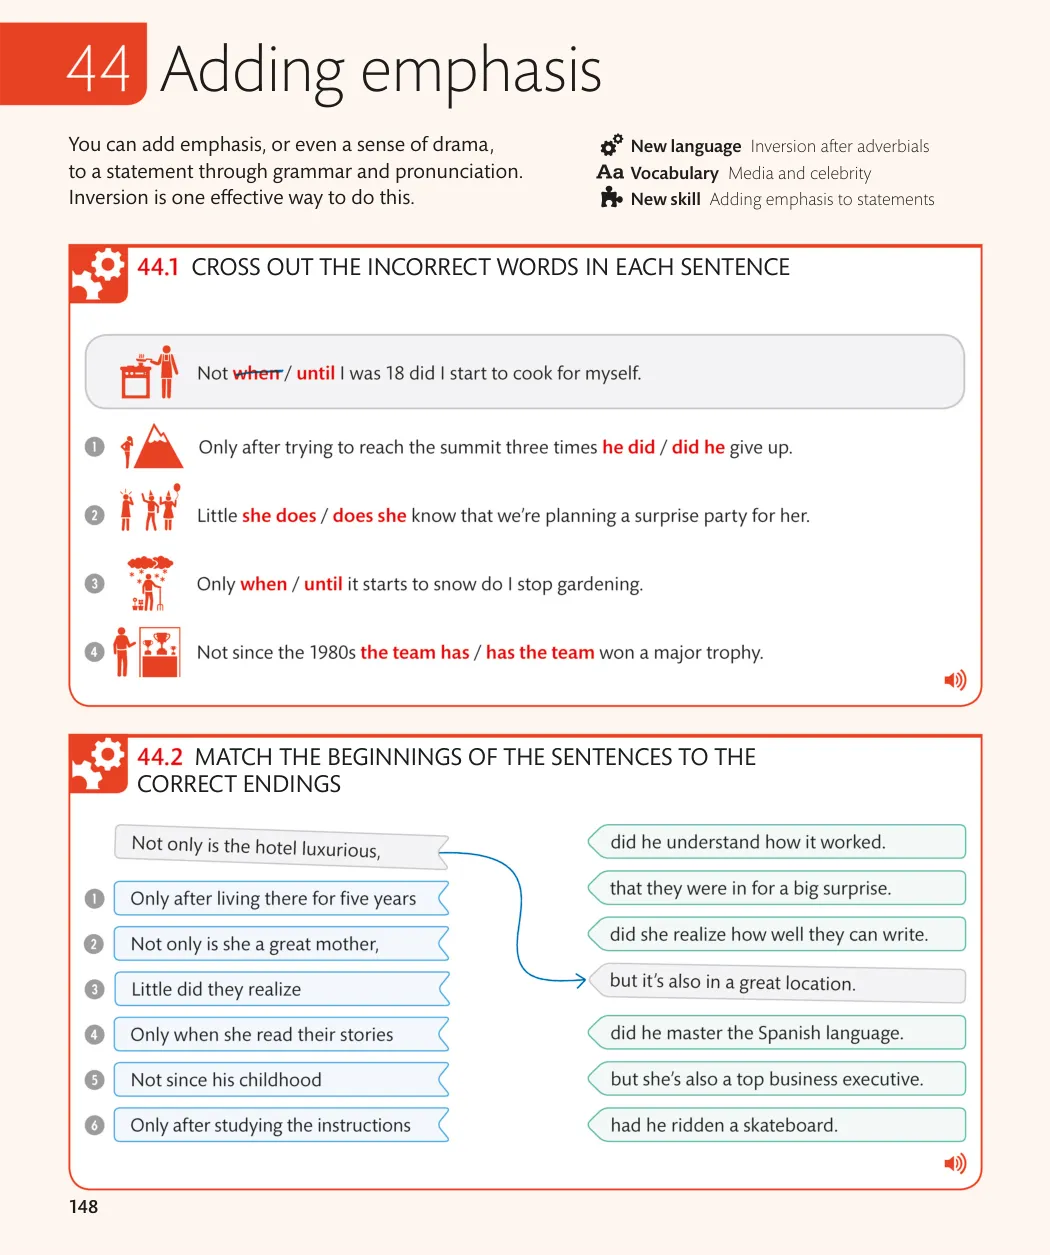 44 Adding emphasis
You can add emphasis, or even a sense of drama,
to a statement through grammar and pronunciation.
Inversion is one effective way to do this.
New language Inversion after adverbials
Aa Vocabulary Media and celebrity
New skill Adding emphasis to statements
44.1 CROSS OUT THE INCORRECT WORDS IN EACH SENTENCE
Not when / until I was 18 did I start to cook for myself.
1 Only after trying to reach the summit three times he did / did he give up.
2 Little she does / does she know that we’re planning a surprise party for her.
3 Only when / until it starts to snow do I stop gardening.
4 Not since the 1980s the team has / has the team won a major trophy.
44.2 MATCH THE BEGINNINGS OF THE SENTENCES TO THE
CORRECT ENDINGS
Not only is the hotel luxurious,
1 Only after living there for five years
2 Not only is she a great mother,
3 Little did they realize
4 Only when she read their stories
5 Not since his childhood
6 Only after studying the instructions
did he understand how it worked.
that they were in for a big surprise.
did she realize how well they can write.
but it’s also in a great location.
did he master the Spanish language.
but she’s also a top business executive.
had he ridden a skateboard.
148